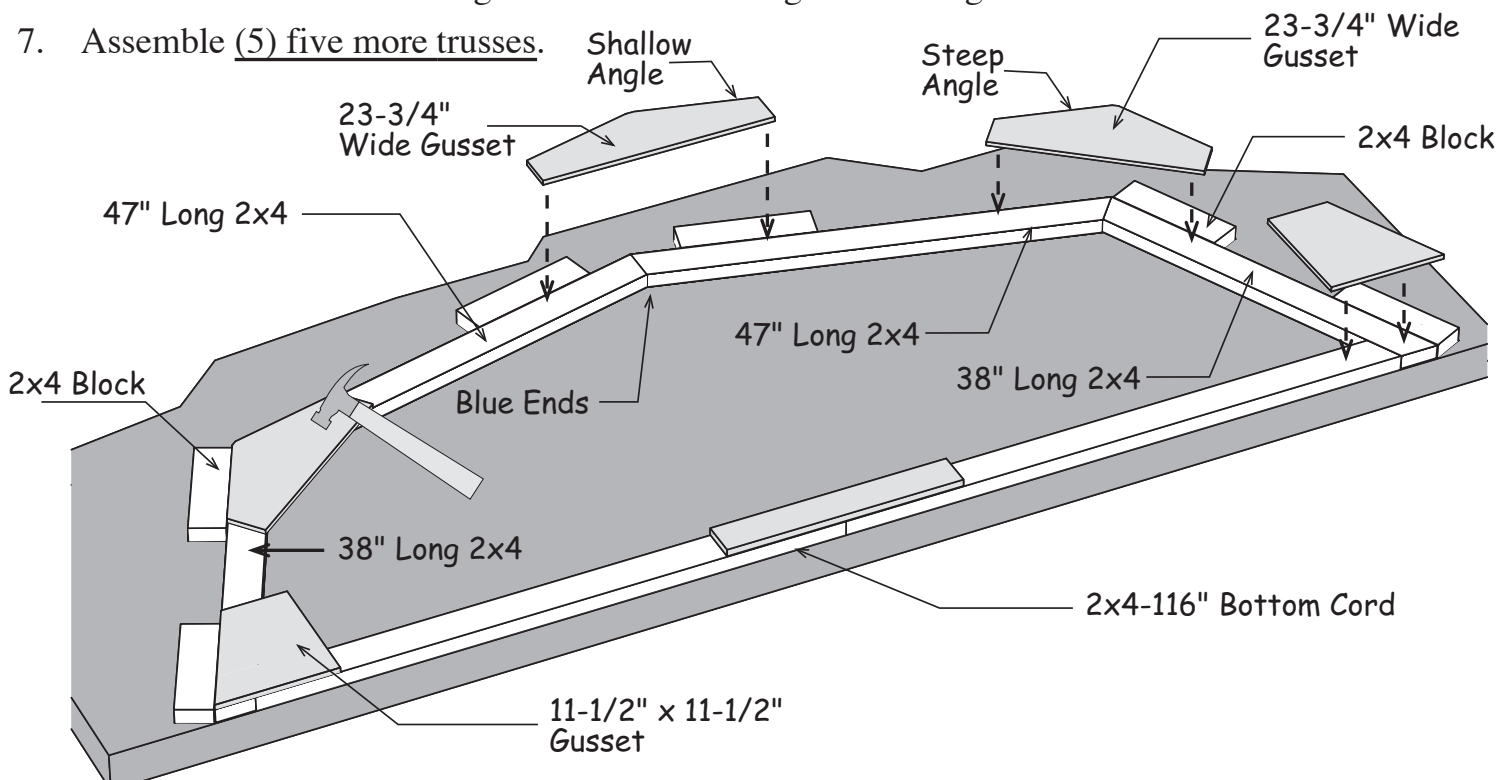 7. Assemble (5) five more trusses.
Shallow
Angle
23-3/4"
Wide Gusset
Steep
Angle
23-3/4" Wide
Gusset
2x4 Block
47" Long 2x4
47" Long 2x4
38" Long 2x4
2x4 Block
Blue Ends
38" Long 2x4
2x4-116" Bottom Cord
11-1/2" x 11-1/2"
Gusset